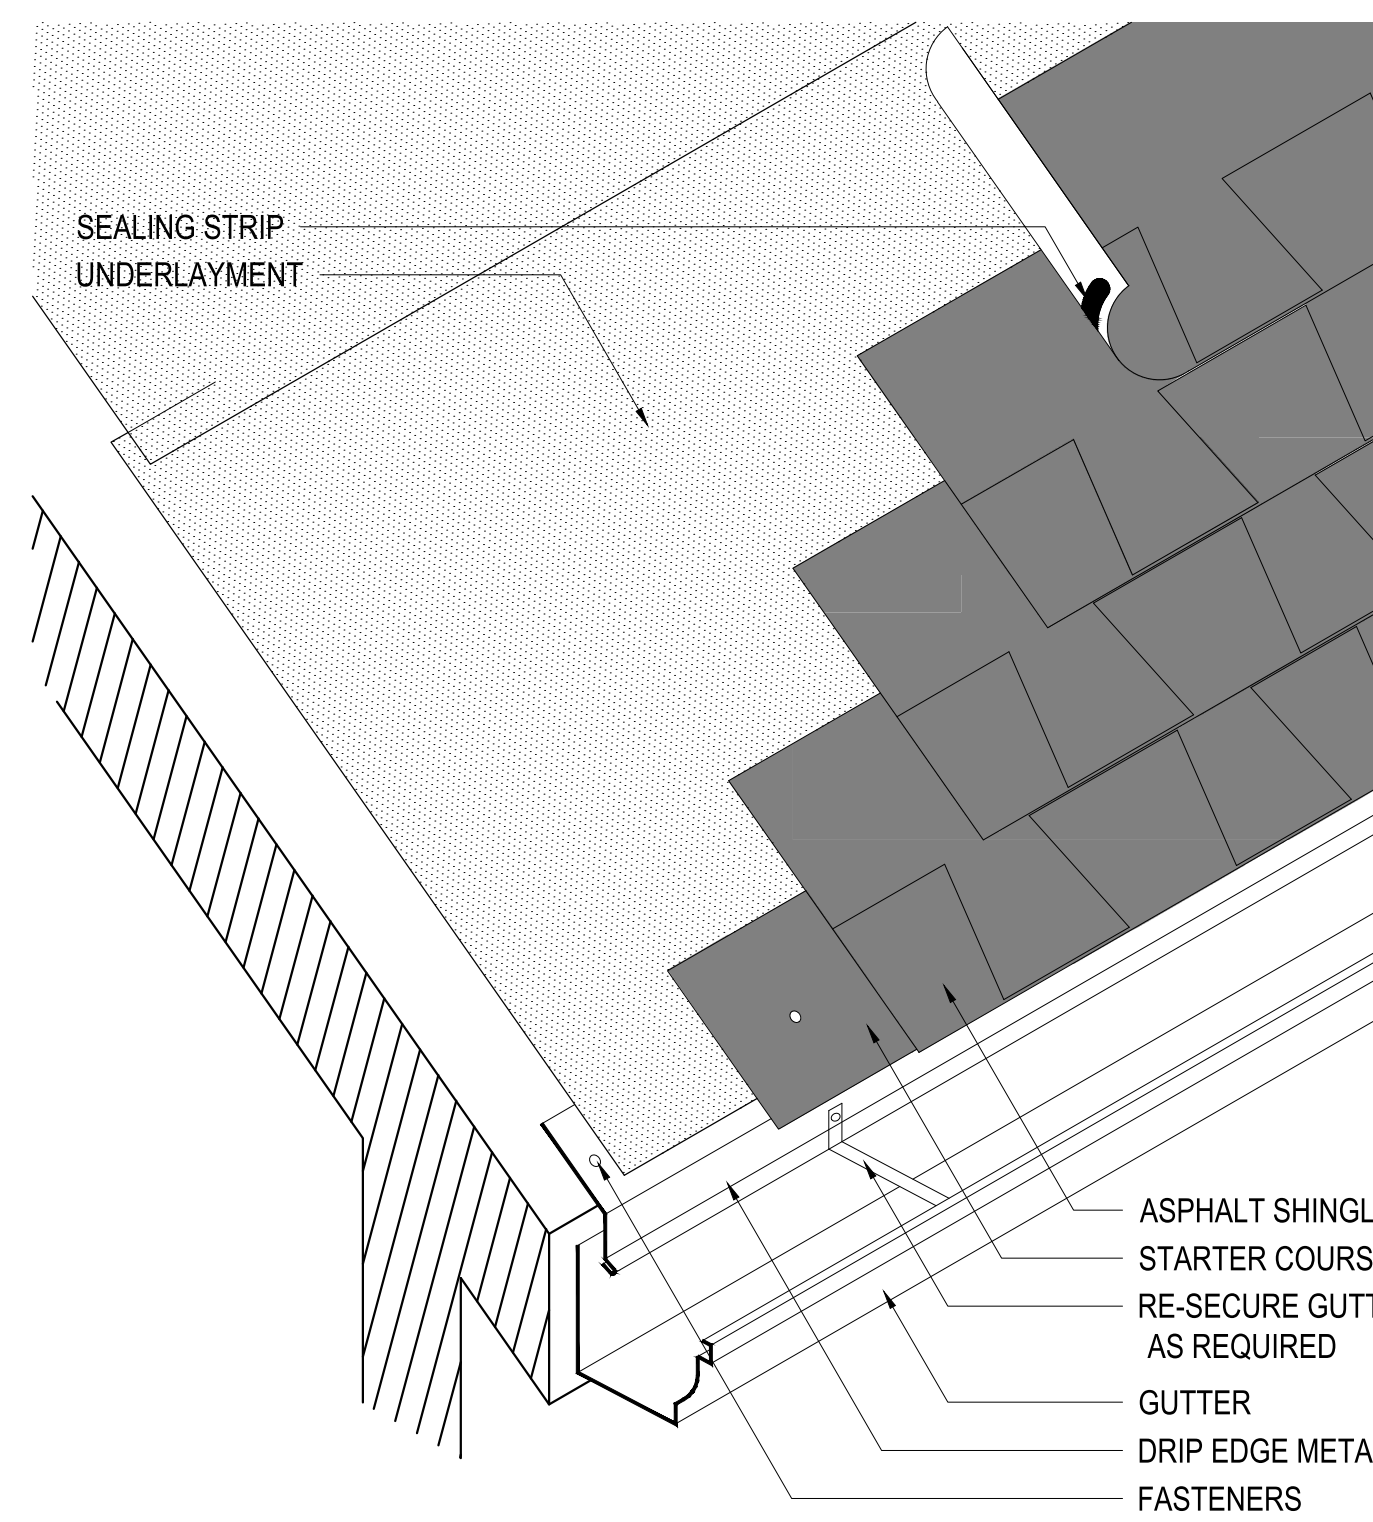 SEALING STRIP
UNDERLAYMENT
ASPHALT SHINGL
STARTER COURS
RE-SECURE GUTT
AS REQUIRED
GUTTER
DRIP EDGE META
FASTENERS